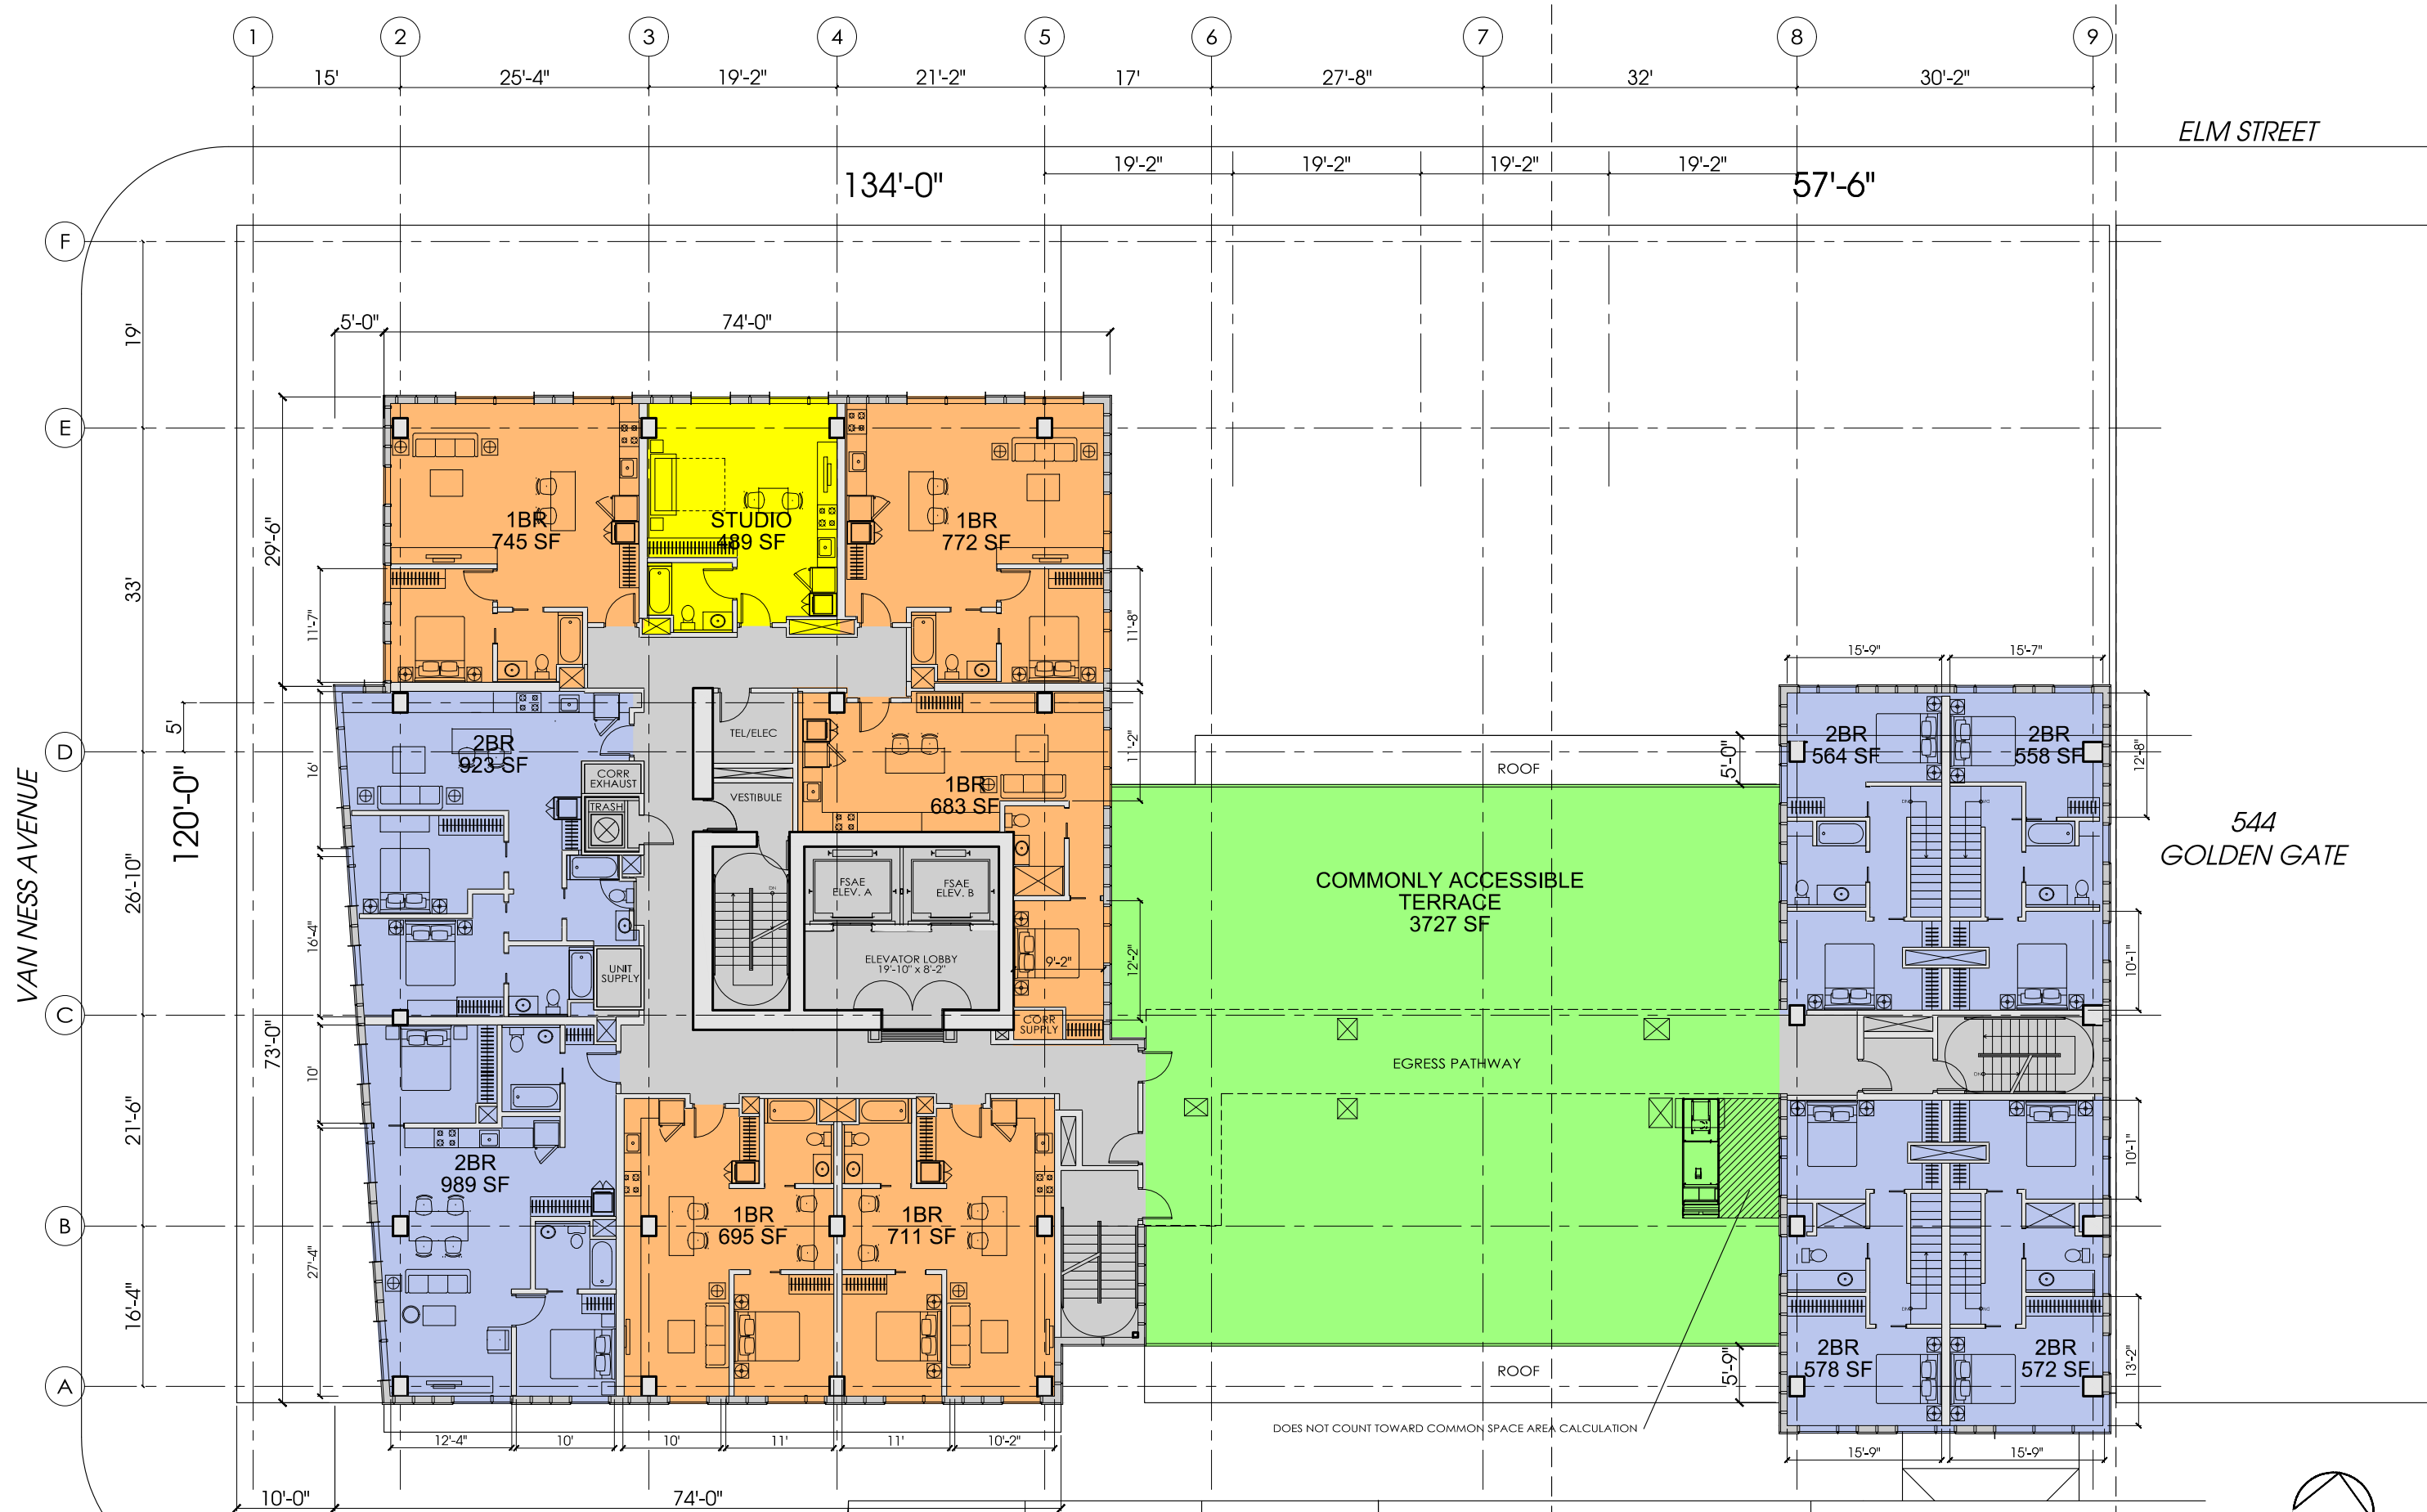 1
2
3
4
5
6
7
8
9
15'
25'-4"
19'-2"
21'-2"
17'
27'-8"
32'
30'-2"
ELM STREET
19'-2"
19'-2"
19'-2"
19'-2"
134'-0"
57'-6"
F
E
D
C
B
A
19'
33'
5'
26'-10"
21'-6"
16'-4"
VAN NESS AVENUE
120'-0"
5'-0"
74'-0"
29'-6"
73'-0"
11'-7"
16'
16'-4"
10'
27'-4"
1BR
745 SF
STUDIO
489 SF
1BR
772 SF
11'-8"
11'-2"
12'-2"
2BR
923 SF
TEL/ELEC
CORR
EXHAUST
TRASH
VESTIBULE
1BR
683 SF
DN
FSAE
ELEV. A
FSAE
ELEV. B
ELEVATOR LOBBY
19'-10" x 8'-2"
9'-2"
UNIT
SUPPLY
CORR
SUPPLY
2BR
989 SF
1BR
695 SF
1BR
711 SF
ROOF
5'-0"
COMMONLY ACCESSIBLE
TERRACE
3727 SF
EGRESS PATHWAY
ROOF
5'-9"
DOES NOT COUNT TOWARD COMMON SPACE AREA CALCULATION
15'-9"
15'-7"
2BR
564 SF
2BR
558 SF
12'-8"
DN
DN
10'-1"
544
GOLDEN GATE
DN
10'-1"
DN
DN
2BR
578 SF
2BR
572 SF
13'-2"
15'-9"
15'-9"
12'-4"
10'
10'
11'
11'
10'-2"
10'-0"
74'-0"